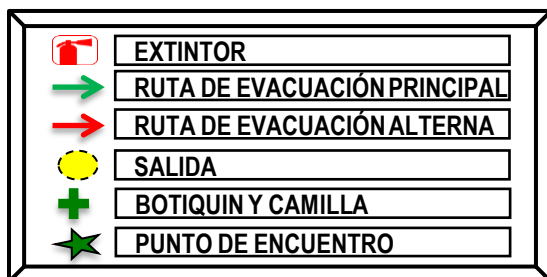 EXTINTOR
RUTA DE EVACUACIÓN PRINCIPAL
RUTA DE EVACUACIÓN ALTERNA
SALIDA
BOTIQUIN Y CAMILLA
PUNTO DE ENCUENTRO